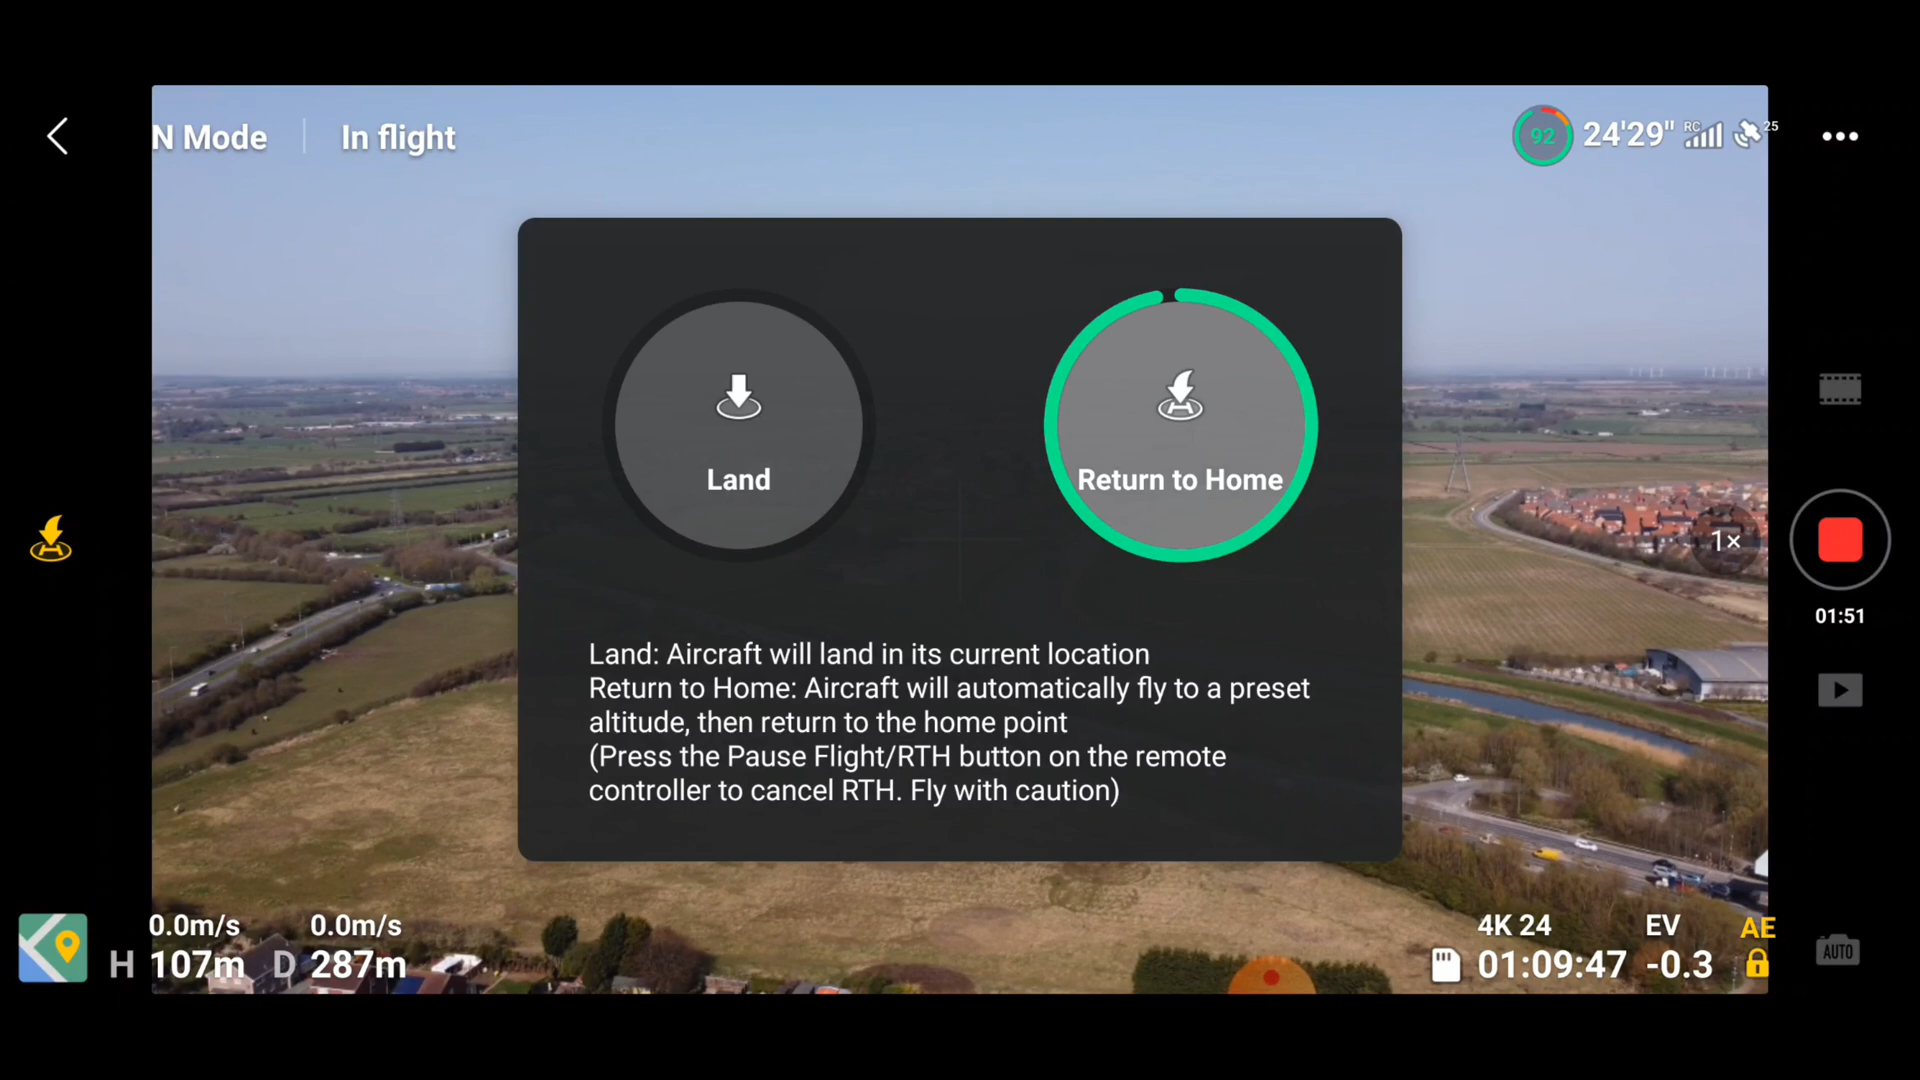 N Mode
In flight
92
24'29"
RC
25
Land
Return to Home
1×
01:51
Land: Aircraft will land in its current location
Return to Home: Aircraft will automatically fly to a preset
altitude, then return to the home point
(Press the Pause Flight/RTH button on the remote
controller to cancel RTH. Fly with caution)
0.0m/s
0.0m/s
H 107m
D 287m
4K 24
EV
AE
01:09:47
-0.3
AUTO